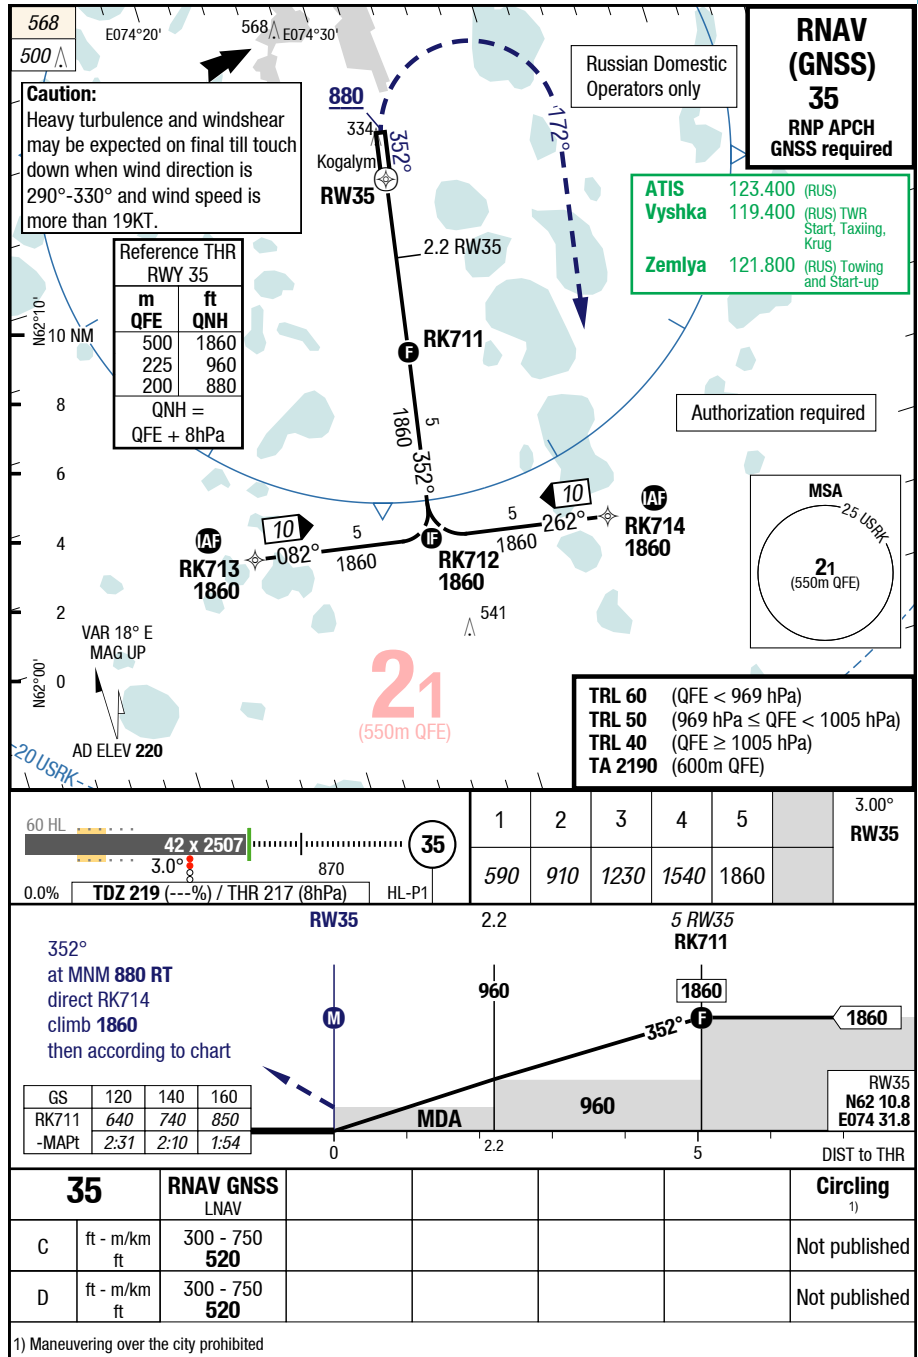 568
500
E074°20'
568
E074°30'
Russian Domestic
Operators only
RNAV
(GNSS)
35
RNP APCH
GNSS required
Caution:
Heavy turbulence and windshear
may be expected on final till touch
down when wind direction is
290°-330° and wind speed is
more than 19KT.
880
334
352°
172°
Kogalym
RW35
ATIS 123.400 (RUS)
Vyshka 119.400 (RUS) TWR
Start, Taxiing,
Krug
Zemlya 121.800 (RUS) Towing
and Start-up
Reference THR
RWY 35
m ft
QFE QNH
500 1860
225 960
200 880
QNH =
QFE + 8hPa
2.2 RW35
N62°10'
10 NM
8
6
4
2
0
N62°00'
RK711
5
1860
352°
Authorization required
IAF
10
082°
5
1860
RK713
1860
IF
RK712
1860
10
5
262°
1860
IAF
RK714
1860
541
MSA
25 USRK
21
(550m QFE)
VAR 18° E
MAG UP
AD ELEV 220
20 USRK
21
(550m QFE)
TRL 60 (QFE < 969 hPa)
TRL 50 (969 hPa ≤ QFE < 1005 hPa)
TRL 40 (QFE ≥ 1005 hPa)
TA 2190 (600m QFE)
60 HL
42 x 2507
35
3.0°
870
0.0%
TDZ 219 (---%) / THR 217 (8hPa)
HL-P1
1 2 3 4 5 3.00°
RW35
590 910 1230 1540 1860
RW35
2.2
5 RW35
RK711
352°
at MNM 880 RT
direct RK714
climb 1860
then according to chart
M
960
1860
352°
F
1860
MDA
960
RW35
N62 10.8
E074 31.8
GS 120 140 160
RK711 640 740 850
-MAPt 2:31 2:10 1:54
0
2.2
5
DIST to THR
35 RNAV GNSS Circling
LNAV 1)
C ft - m/km 300 - 750 Not published
ft 520
D ft - m/km 300 - 750 Not published
ft 520
1) Maneuvering over the city prohibited